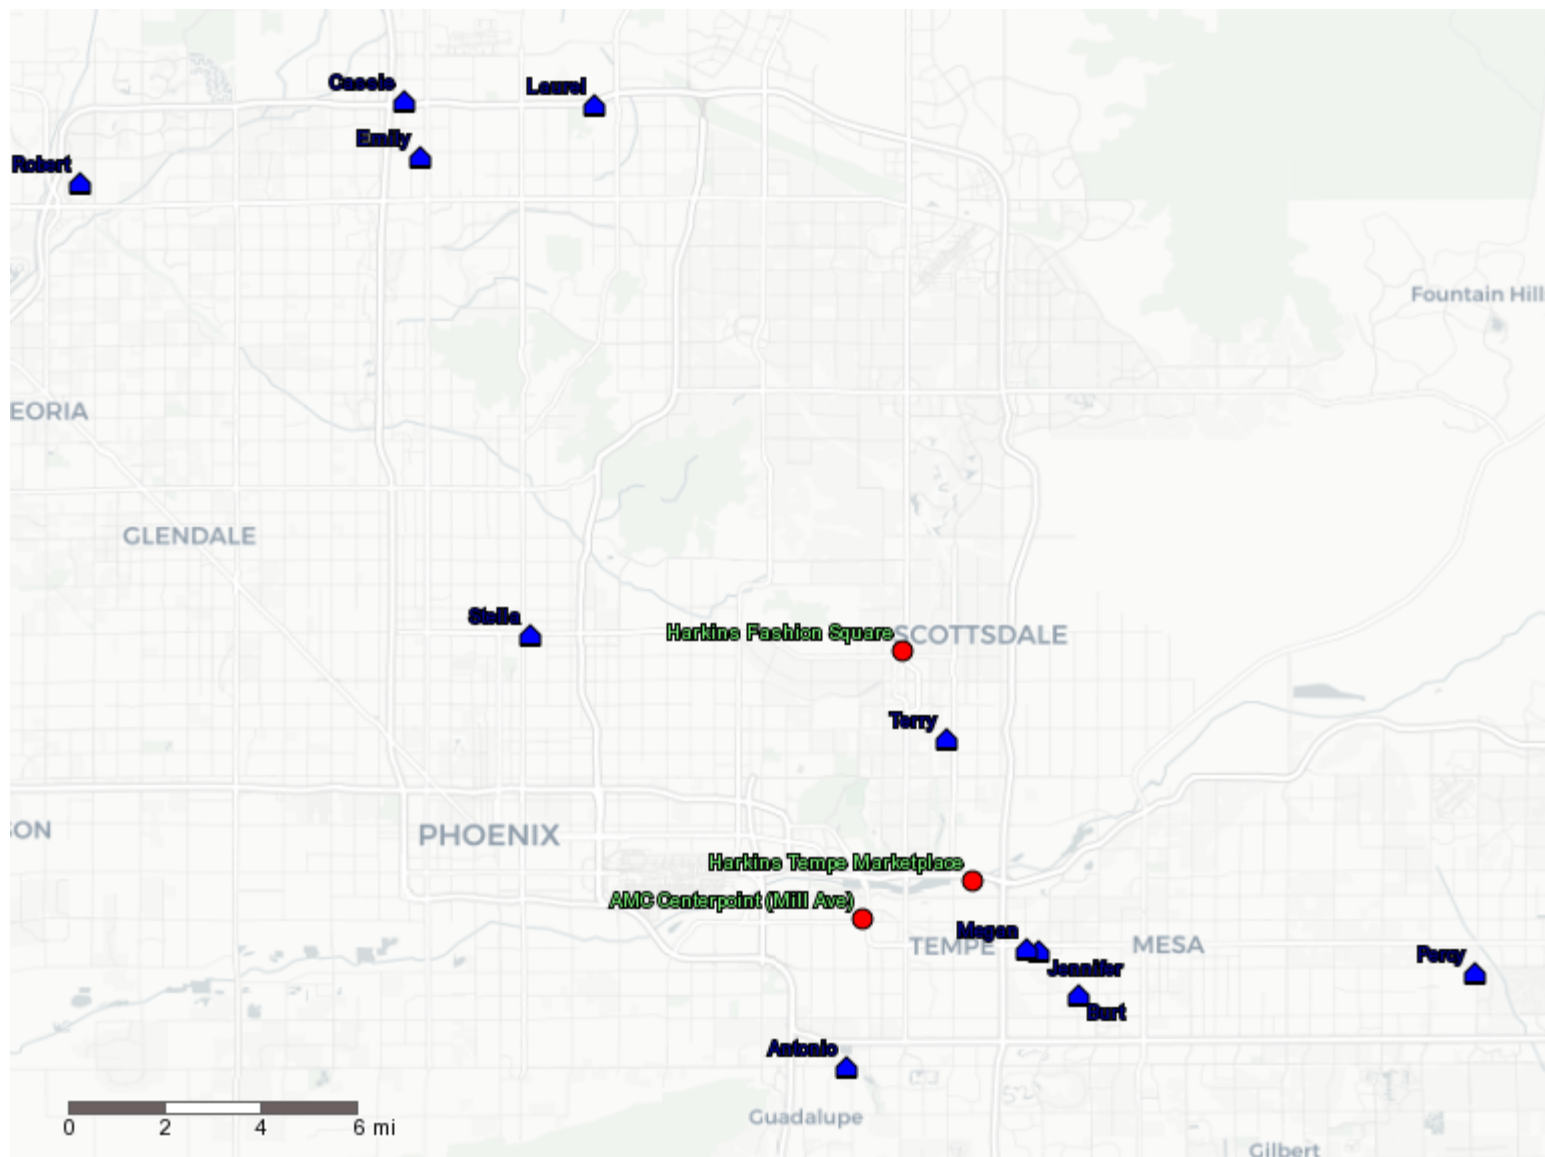 Cassie
Laurel
Emily
Robert
Fountain Hill
EORIA
GLENDALE
Stella
Harkins Fashion Square
SCOTTSDALE
Terry
ON
PHOENIX
Harkins Tempe Marketplace
AMC Centerpoint (Mill Ave)
Megan
TEMPE
MESA
Percy
Jennifer
Burt
Antonio
Guadalupe
0 2 4 6 mi
Gilbert